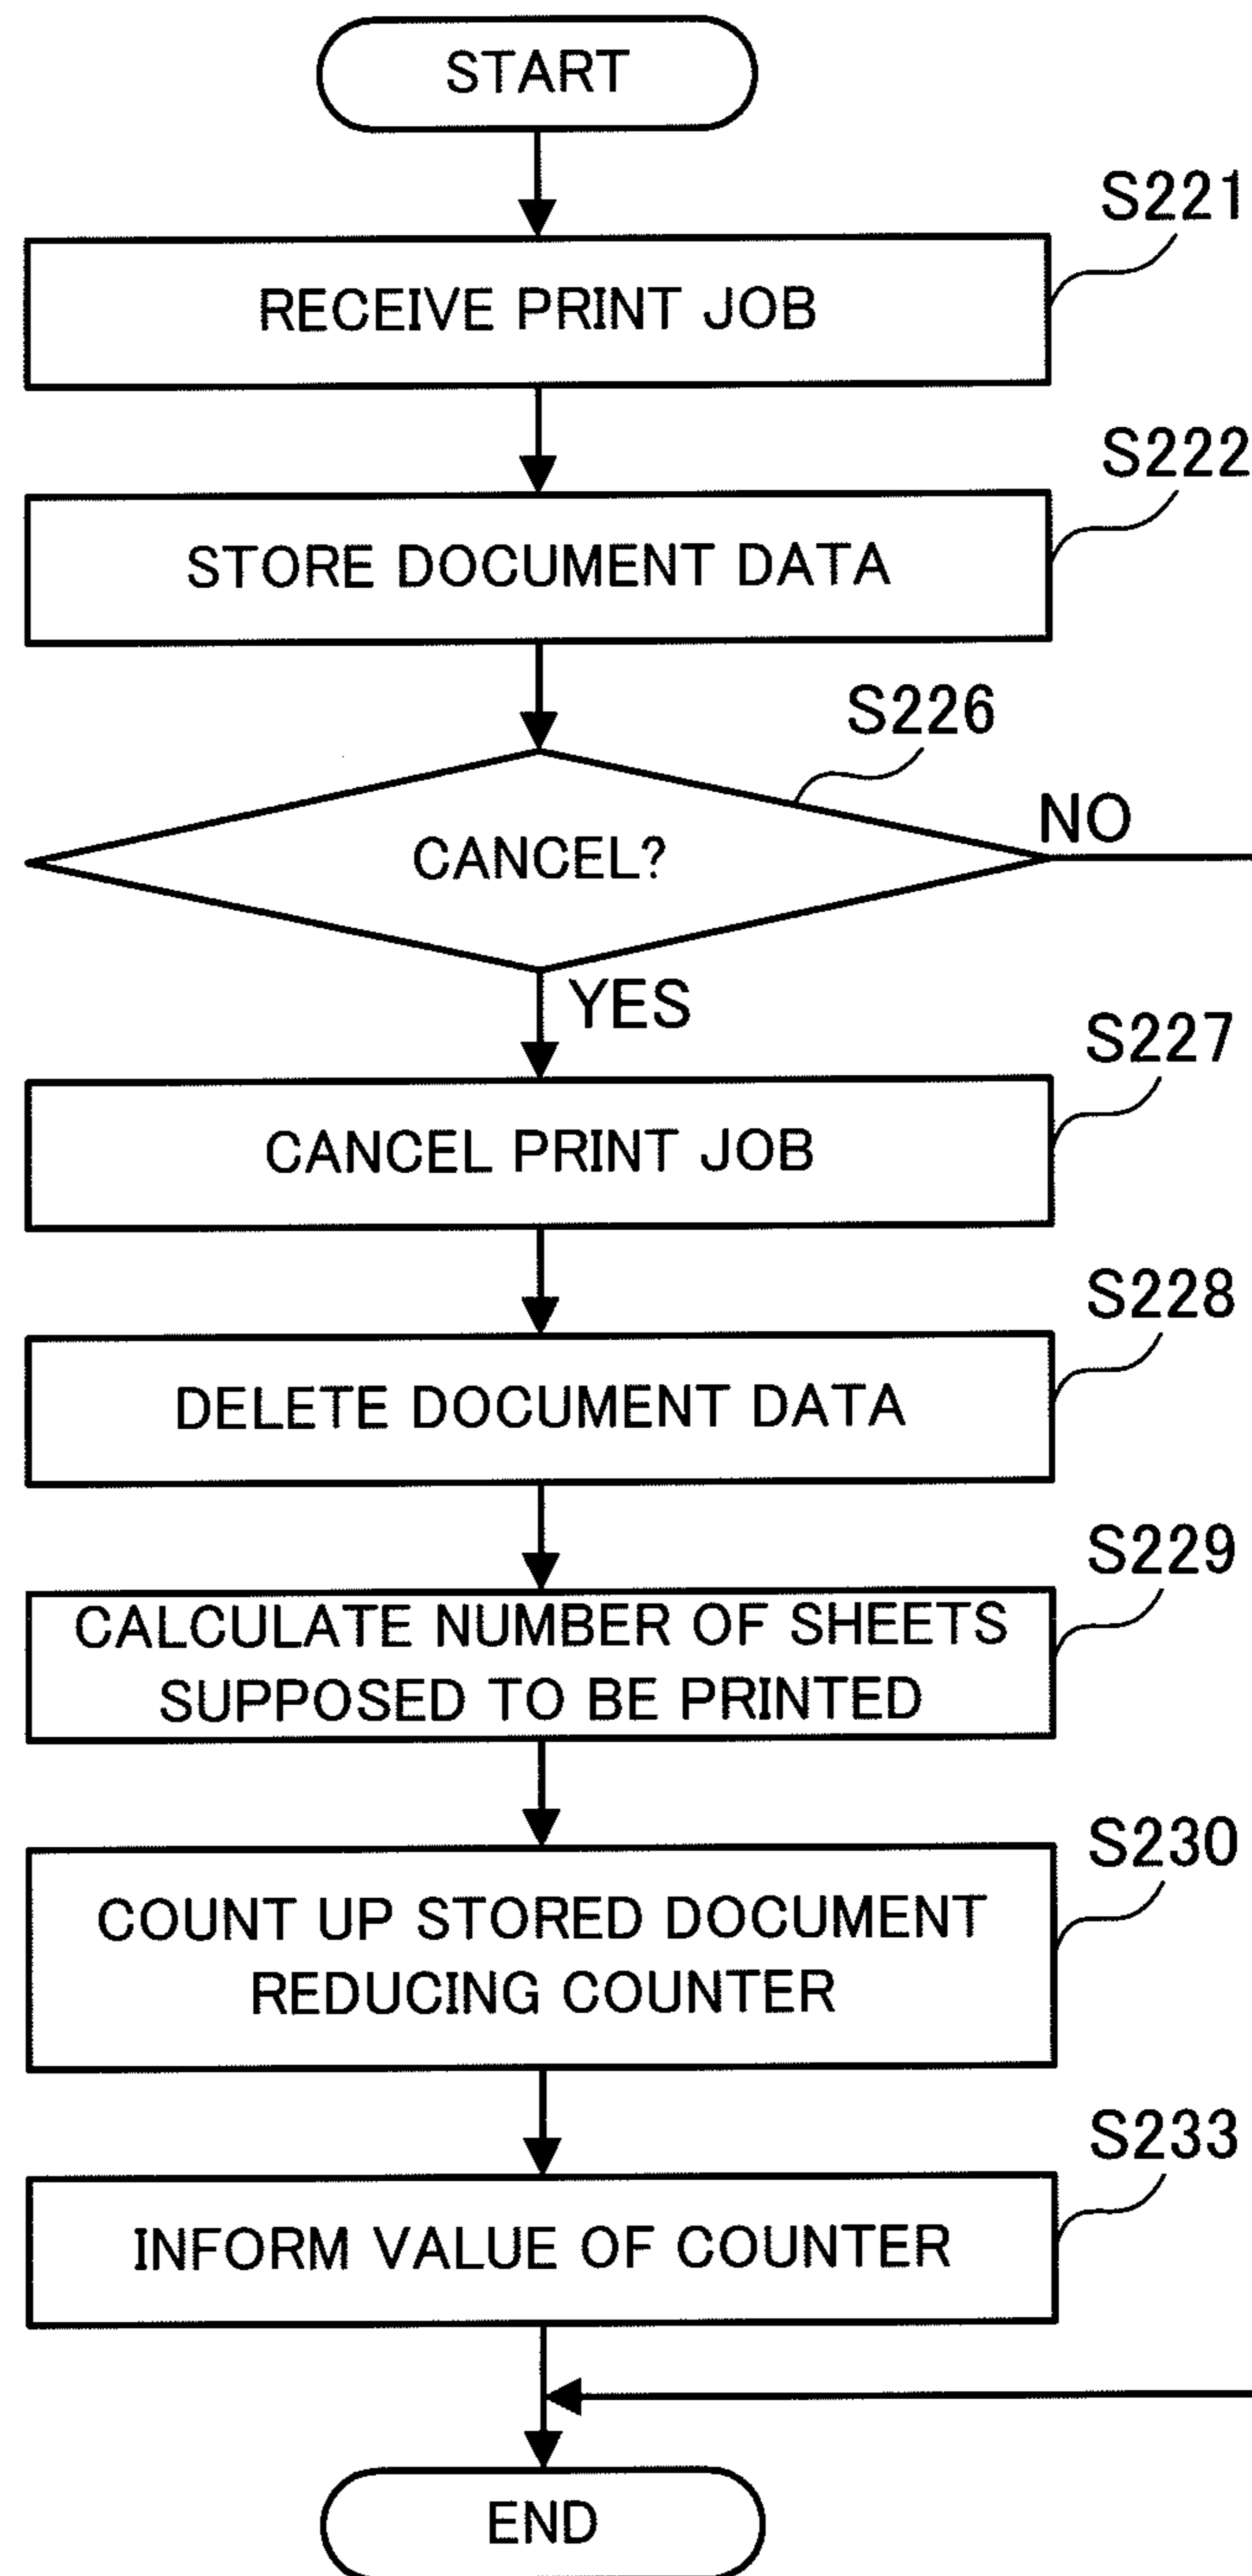 START
S221
RECEIVE PRINT JOB
S222
STORE DOCUMENT DATA
S226
CANCEL?
NO
YES
S227
CANCEL PRINT JOB
S228
DELETE DOCUMENT DATA
S229
CALCULATE NUMBER OF SHEETS
SUPPOSED TO BE PRINTED
S230
COUNT UP STORED DOCUMENT
REDUCING COUNTER
S233
INFORM VALUE OF COUNTER
END